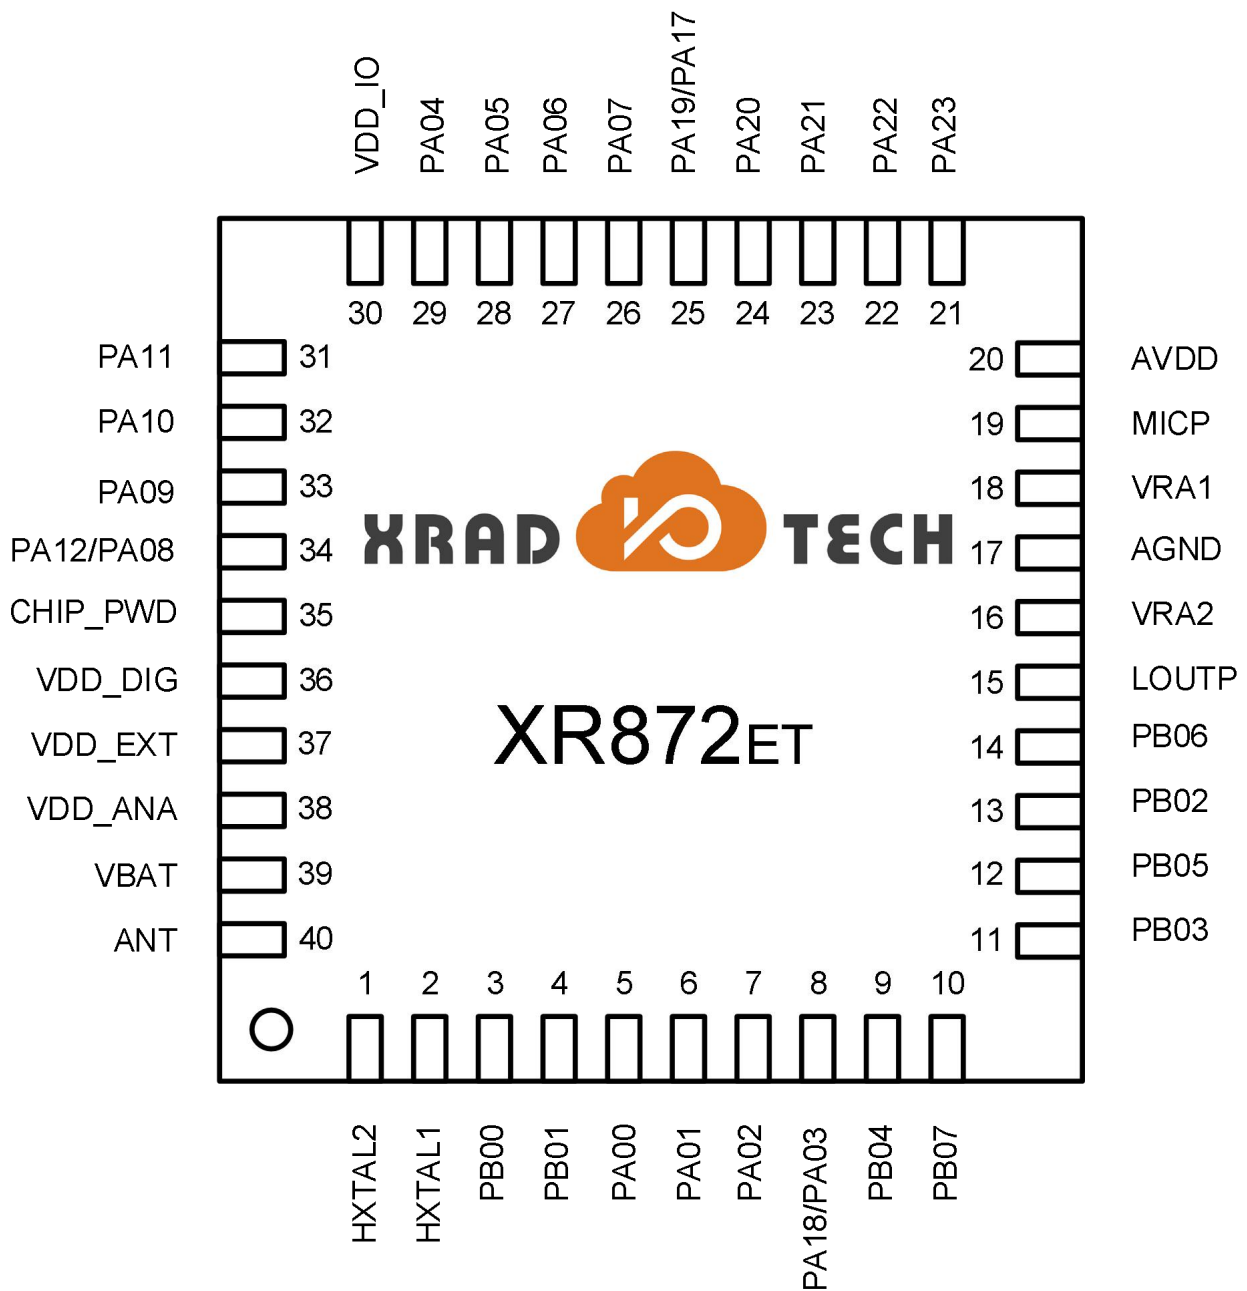 VDD_IO
PA04
PA05
PA06
PA07
PA19/PA17
PA20
PA21
PA22
PA23
30 29 28 27 26 25 24 23 22 21
PA11 31
PA10 32
PA09 33
PA12/PA08 34
CHIP_PWD 35
VDD_DIG 36
VDD_EXT 37
VDD_ANA 38
VBAT 39
ANT 40
XRAD IO TECH
XR872ET
20 AVDD
19 MICP
18 VRA1
17 AGND
16 VRA2
15 LOUTP
14 PB06
13 PB02
12 PB05
11 PB03
1 2 3 4 5 6 7 8 9 10
HXTAL2
HXTAL1
PB00
PB01
PA00
PA01
PA02
PA18/PA03
PB04
PB07